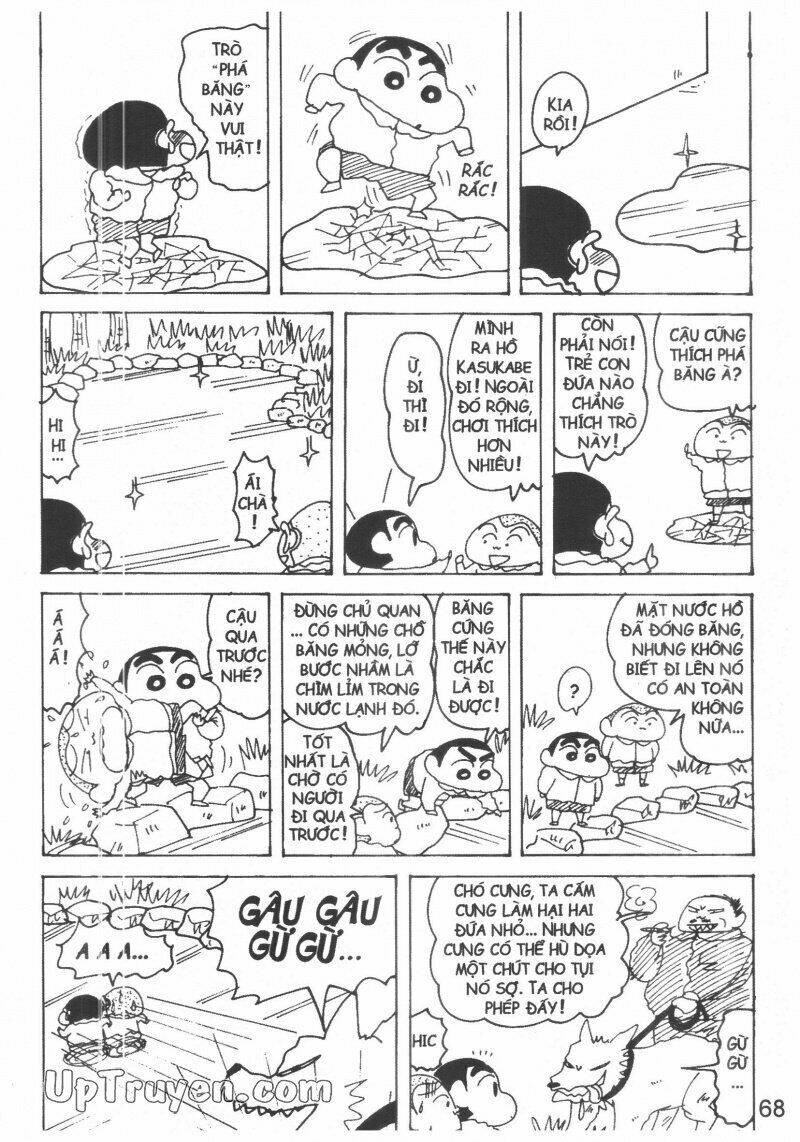 KIA
RỒI!
RẮC
RẮC!
TRÒ
"PHÁ
BĂNG"
NÀY
VUI
THẬT!
CẬU CŨNG
THÍCH PHÁ
BĂNG À?
CÒN
PHẢI NÓI!
TRẺ CON
ĐỨA NÀO
CHẲNG
THÍCH TRÒ
NÀY!
MÌNH
RA HỒ
KASUKABE
ĐI! NGOÀI
ĐÓ RỘNG,
CHƠI THÍCH
HƠN
NHIỀU!
Ừ,
ĐI
THÌ
ĐI!
ÁI
CHÀ!
HI
HI
...
MẶT NƯỚC HỒ
ĐÃ ĐÓNG BĂNG,
NHƯNG KHÔNG
BIẾT ĐI LÊN NÓ
CÓ AN TOÀN
KHÔNG
NỮA...
?
BĂNG
CỨNG
THẾ NÀY
CHẮC
LÀ ĐI
ĐƯỢC!
ĐỪNG CHỦ QUAN
... CÓ NHỮNG CHỖ
BĂNG MỎNG, LỠ
BƯỚC NHẦM LÀ
CHÌM LỈM TRONG
NƯỚC LẠNH ĐÓ.
TỐT
NHẤT LÀ
CHỜ CÓ
NGƯỜI
ĐI QUA
TRƯỚC!
CẬU
QUA
TRƯỚC
NHÉ?
Á
Á
Á!
CHÓ CƯNG, TA CẤM
CƯNG LÀM HẠI HAI
ĐỨA NHỎ... NHƯNG
CƯNG CÓ THỂ HÙ DỌA
MỘT CHÚT CHO TỤI
NÓ SỢ. TA CHO
PHÉP ĐẤY!
GỪ
GỪ
...
HIC
GÂU GÂU
GỪ GỪ...
A A A...
UpTruyen.com
68